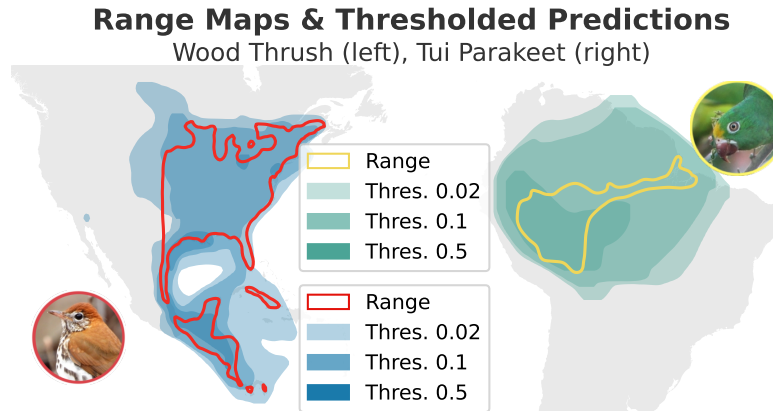 Range Maps & Thresholded Predictions
Wood Thrush (left), Tui Parakeet (right)
Range
Thres. 0.02
Thres. 0.1
Thres. 0.5
Range
Thres. 0.02
Thres. 0.1
Thres. 0.5